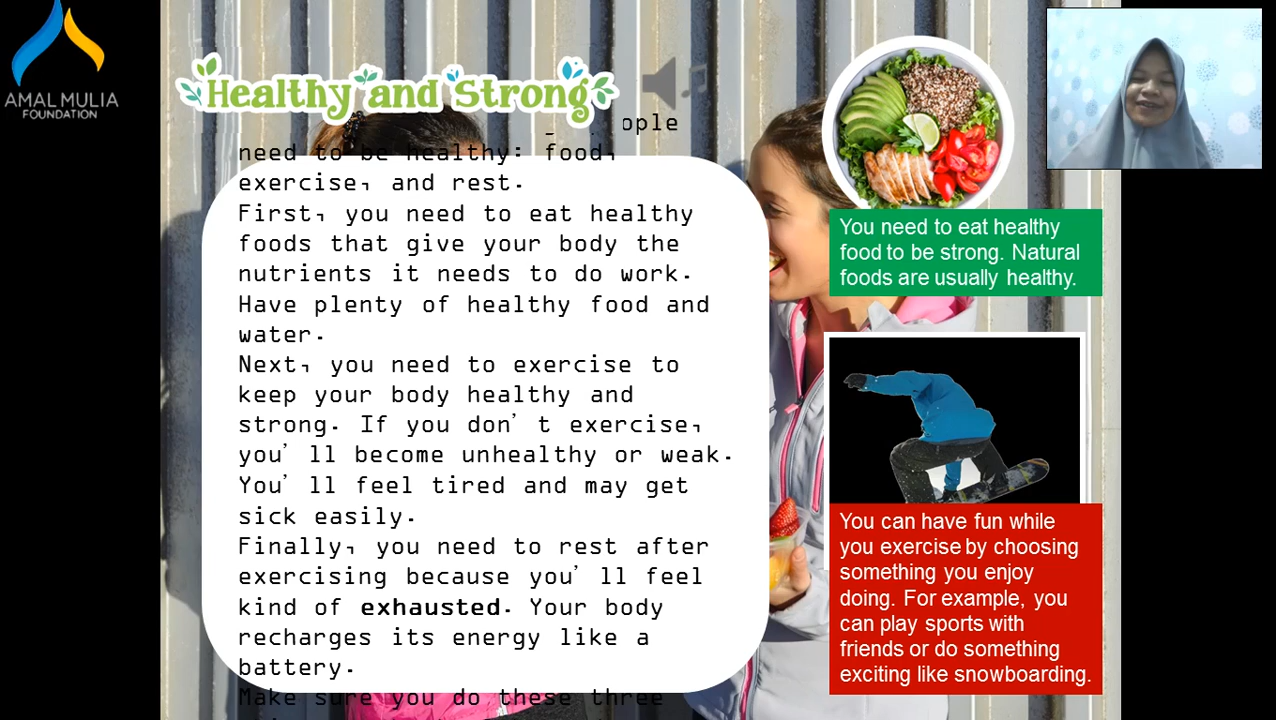 AMAL MULIA
FOUNDATION
Healthy and Strong
ople
need to be healthy: food,
exercise, and rest.
First, you need to eat healthy
foods that give your body the
nutrients it needs to do work.
Have plenty of healthy food and
water.
Next, you need to exercise to
keep your body healthy and
strong. If you don’t exercise,
you’ll become unhealthy or weak.
You’ll feel tired and may get
sick easily.
Finally, you need to rest after
exercising because you’ll feel
kind of exhausted. Your body
recharges its energy like a
battery.
Make sure you do these three
You need to eat healthy
food to be strong. Natural
foods are usually healthy.
You can have fun while
you exercise by choosing
something you enjoy
doing. For example, you
can play sports with
friends or do something
exciting like snowboarding.